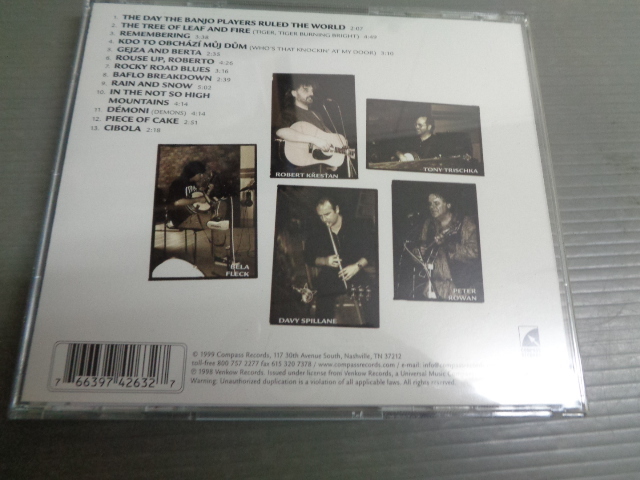 1. THE DAY THE BANJO PLAYERS RULED THE WORLD 2:07
2. THE TREE OF LEAF AND FIRE (TIGER, TIGER BURNING BRIGHT) 4:49
3. REMEMBERING 5:38
4. KDO TO OBCHÁZÍ MŮJ DŮM (WHO'S THAT KNOCKIN' AT MY DOOR) 3:10
5. GEJZA AND BERTA 2:55
6. ROUSE UP, ROBERTO 4:26
7. ROCKY ROAD BLUES 3:16
8. BAFLO BREAKDOWN 2:39
9. RAIN AND SNOW 5:02
10. IN THE NOT SO HIGH
MOUNTAINS 4:14
11. DÉMONI (DEMONS) 4:14
12. PIECE OF CAKE 2:51
13. CIBOLA 2:18
ROBERT KŘESŤAN
TONY TRISCHKA
BÉLA
FLECK
DAVY SPILLANE
PETER
ROWAN
© 1999 Compass Records, 117 30th Avenue South, Nashville, TN 37212
toll-free 800 757 2277 fax 615 320 7378 / www.compassrecords.com / e-mail:
℗ 1998 Venkow Records. Issued under license from Venkow Records, a Universal Music
Warning: Unauthorized duplication is a violation of all applicable laws. All rights reserved.
7 66397 42632 7